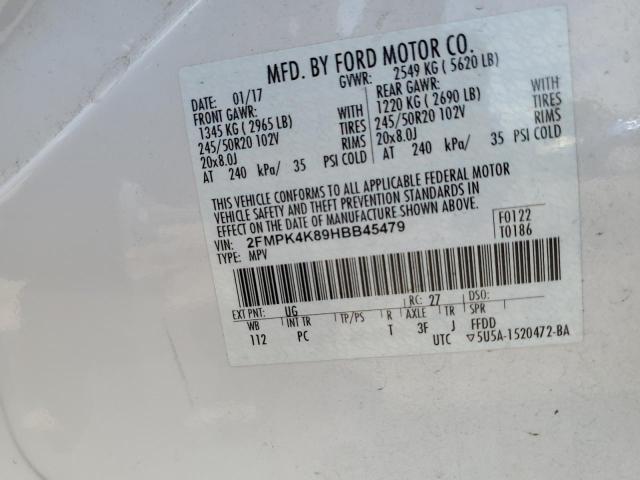 MFD. BY FORD MOTOR CO.
DATE: 01/17 GVWR: 2549 KG (5620 LB)
FRONT GAWR: REAR GAWR:
1345 KG (2965 LB) WITH 1220 KG (2690 LB) WITH
245/50R20 102V TIRES 245/50R20 102V TIRES
20x8.0J RIMS 20x8.0J RIMS
AT 240 kPa/ 35 PSI COLD AT 240 kPa/ 35 PSI COLD
THIS VEHICLE CONFORMS TO ALL APPLICABLE FEDERAL MOTOR
VEHICLE SAFETY AND THEFT PREVENTION STANDARDS IN
EFFECT ON THE DATE OF MANUFACTURE SHOWN ABOVE.
VIN: 2FMPK4K89HBB45479 F0122
TYPE: MPV T0186
EXT PNT: UG RC: 27 DSO:
WB INT TR TP/PS R AXLE TR SPR
112 PC T 3F J FFDD
UTC ▽5U5A-1520472-BA